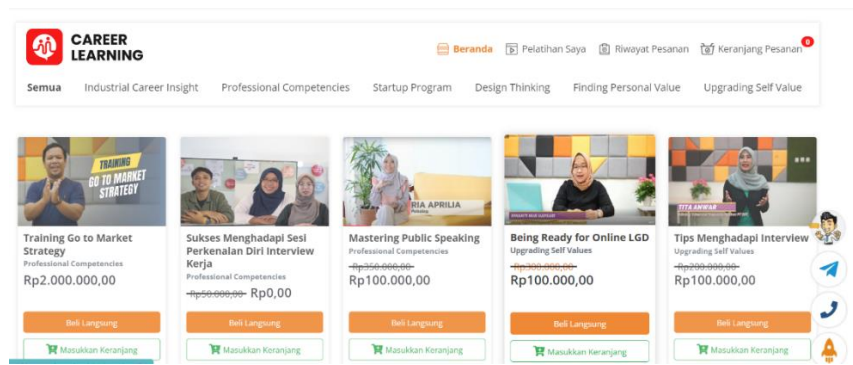 CAREER
LEARNING
Beranda
Pelatihan Saya
Riwayat Pesanan
Keranjang Pesanan
0
Semua
Industrial Career Insight
Professional Competencies
Startup Program
Design Thinking
Finding Personal Value
Upgrading Self Value
TRAINING
GO TO MARKET
STRATEGY
Training Go to Market
Strategy
Professional Competencies
Rp2.000.000,00
Beli Langsung
Masukkan Keranjang
Sukses Menghadapi Sesi
Perkenalan Diri Interview
Kerja
Professional Competencies
Rp50.000,00 Rp0,00
Beli Langsung
Masukkan Keranjang
RIA APRILIA
Mastering Public Speaking
Professional Competencies
Rp350.000,00
Rp100.000,00
Beli Langsung
Masukkan Keranjang
Being Ready for Online LGD
Upgrading Self Values
Rp300.000,00
Rp100.000,00
Beli Langsung
Masukkan Keranjang
TITA ANWAR
Tips Menghadapi Interview
Upgrading Self Values
Rp200.000,00
Rp100.000,00
Beli Langsung
Masukkan Keranjang